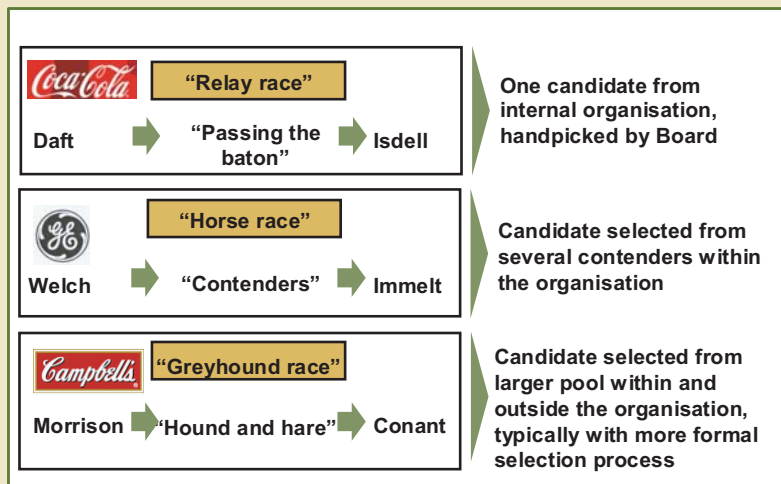 Coca-Cola
“Relay race”
Daft
“Passing the
baton”
Isdell
One candidate from
internal organisation,
handpicked by Board
GE
“Horse race”
Welch
“Contenders”
Immelt
Candidate selected from
several contenders within
the organisation
Campbell's
“Greyhound race”
Morrison
“Hound and hare”
Conant
Candidate selected from
larger pool within and
outside the organisation,
typically with more formal
selection process